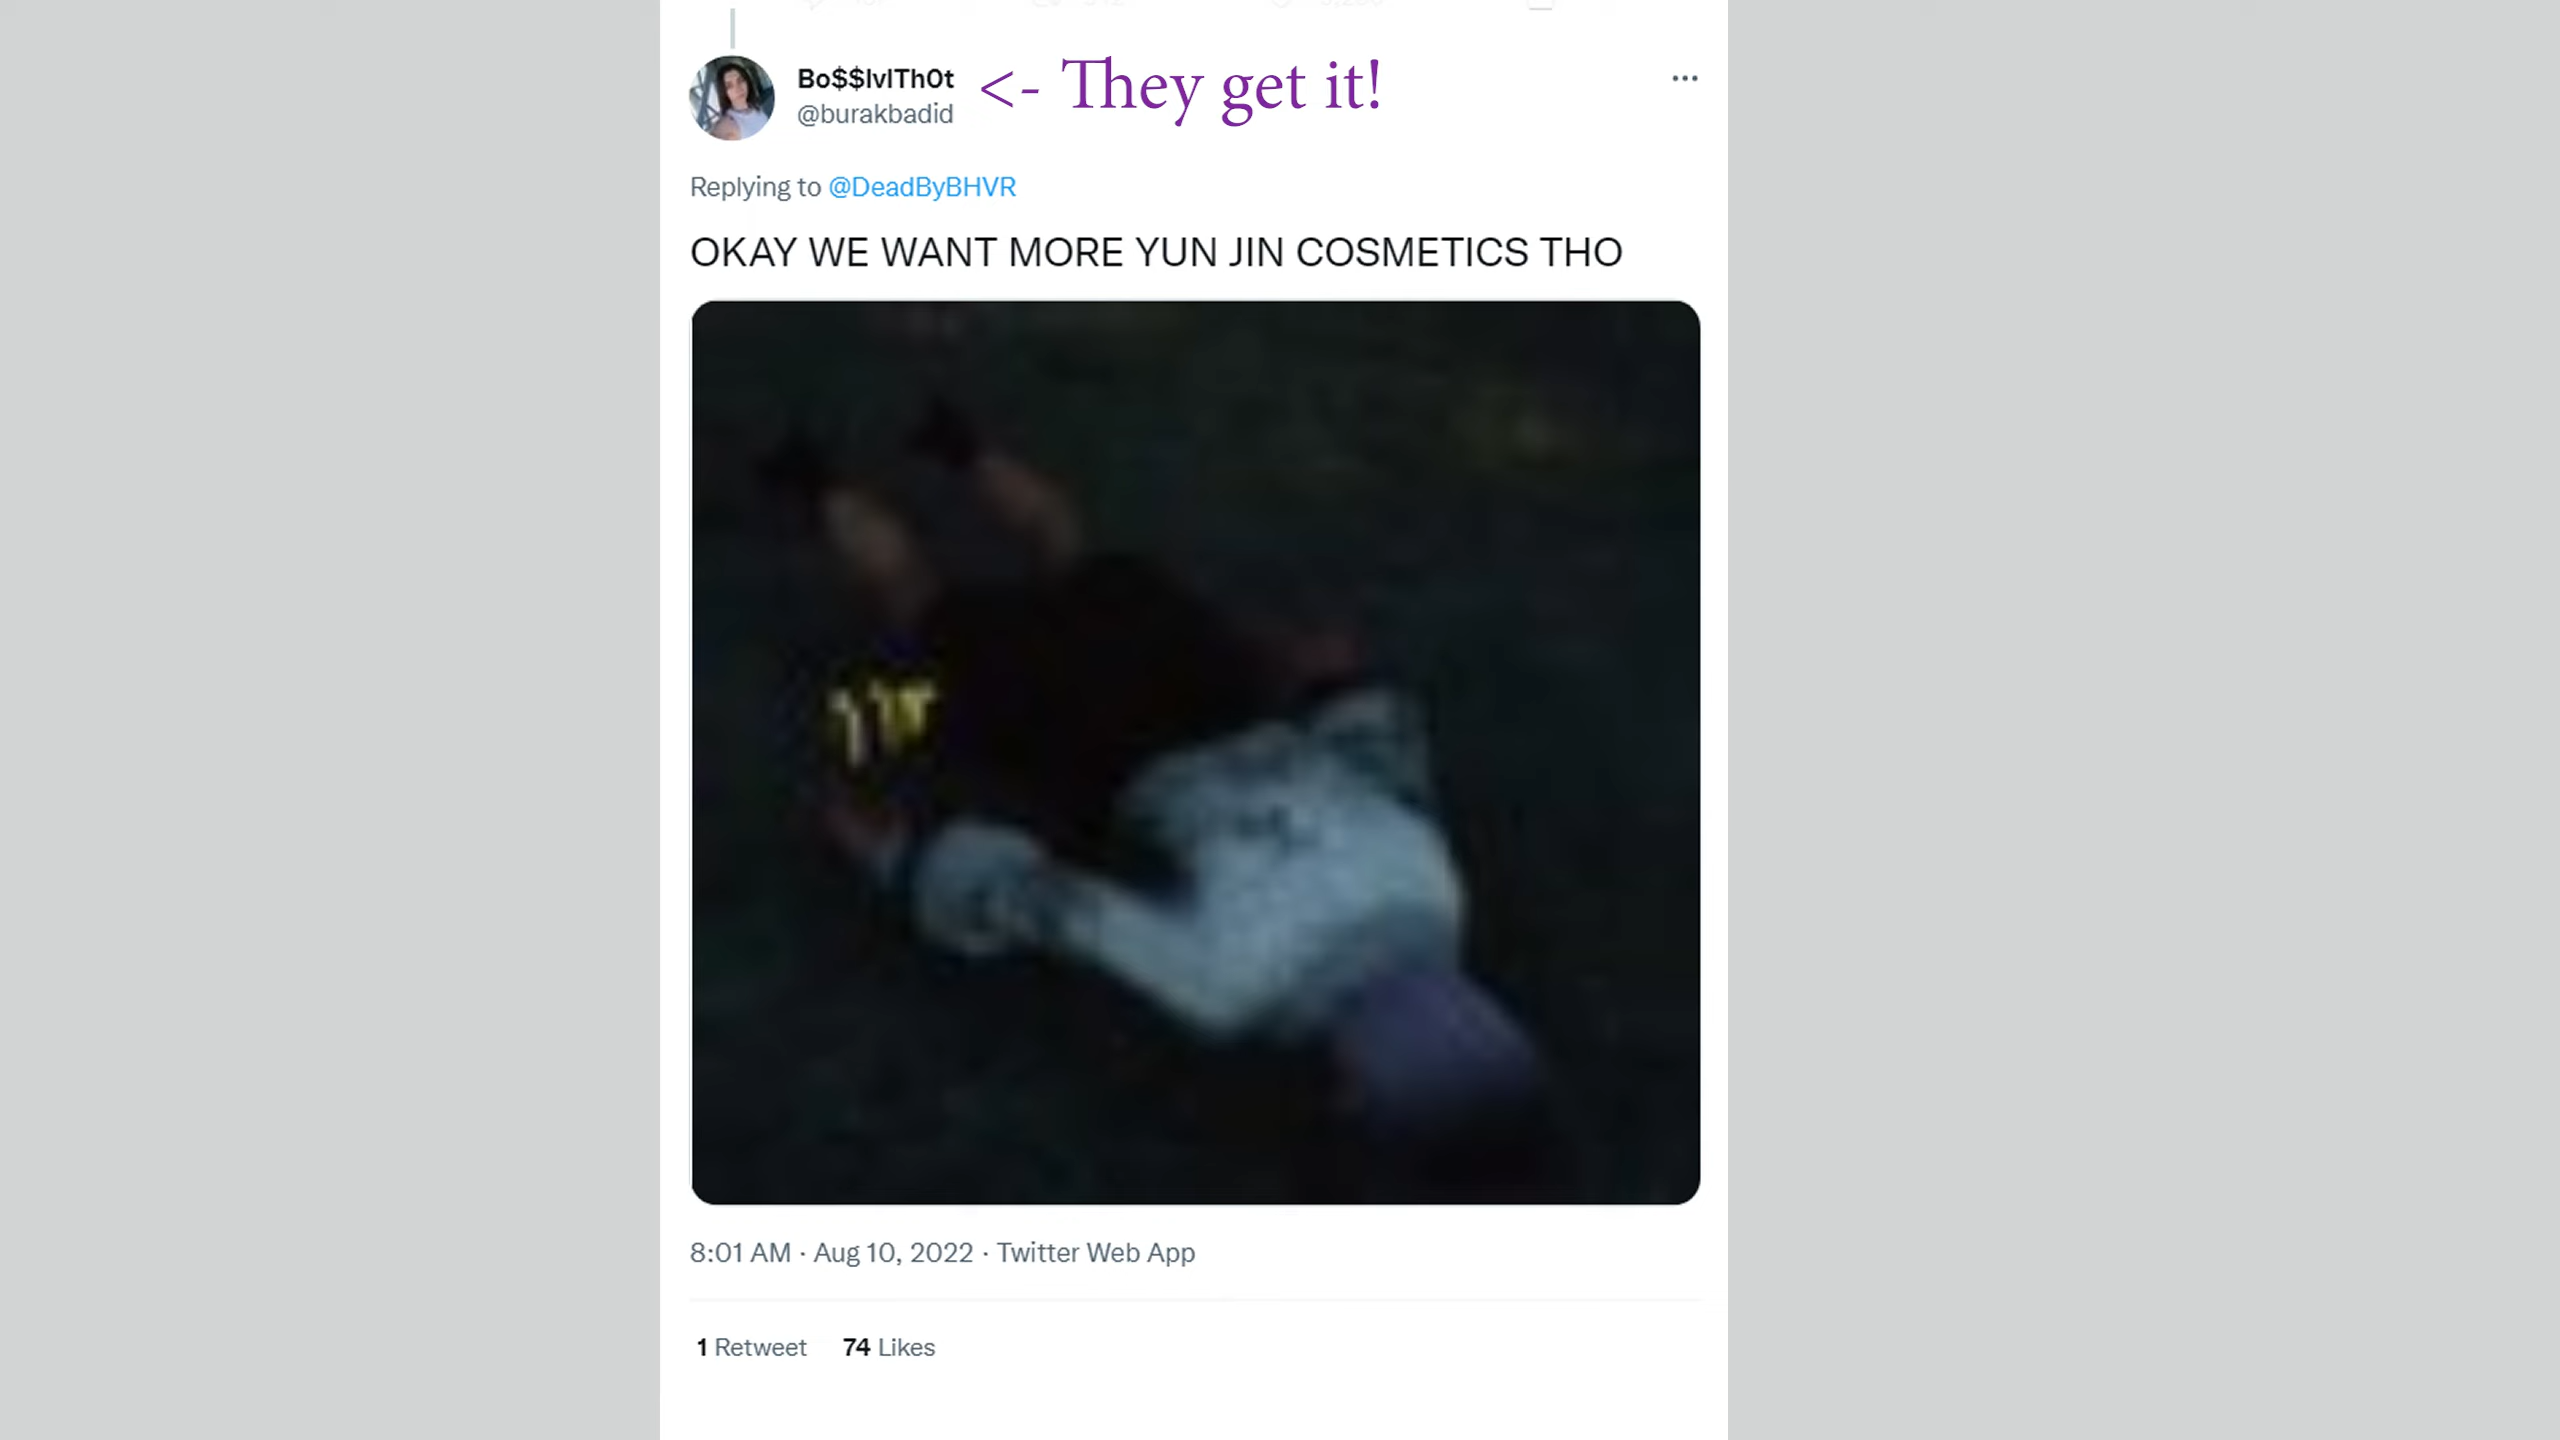 Bo$$lvlTh0t
<- They get it!
@burakbadid
Replying to @DeadByBHVR
OKAY WE WANT MORE YUN JIN COSMETICS THO
8:01 AM · Aug 10, 2022 · Twitter Web App
1 Retweet 74 Likes